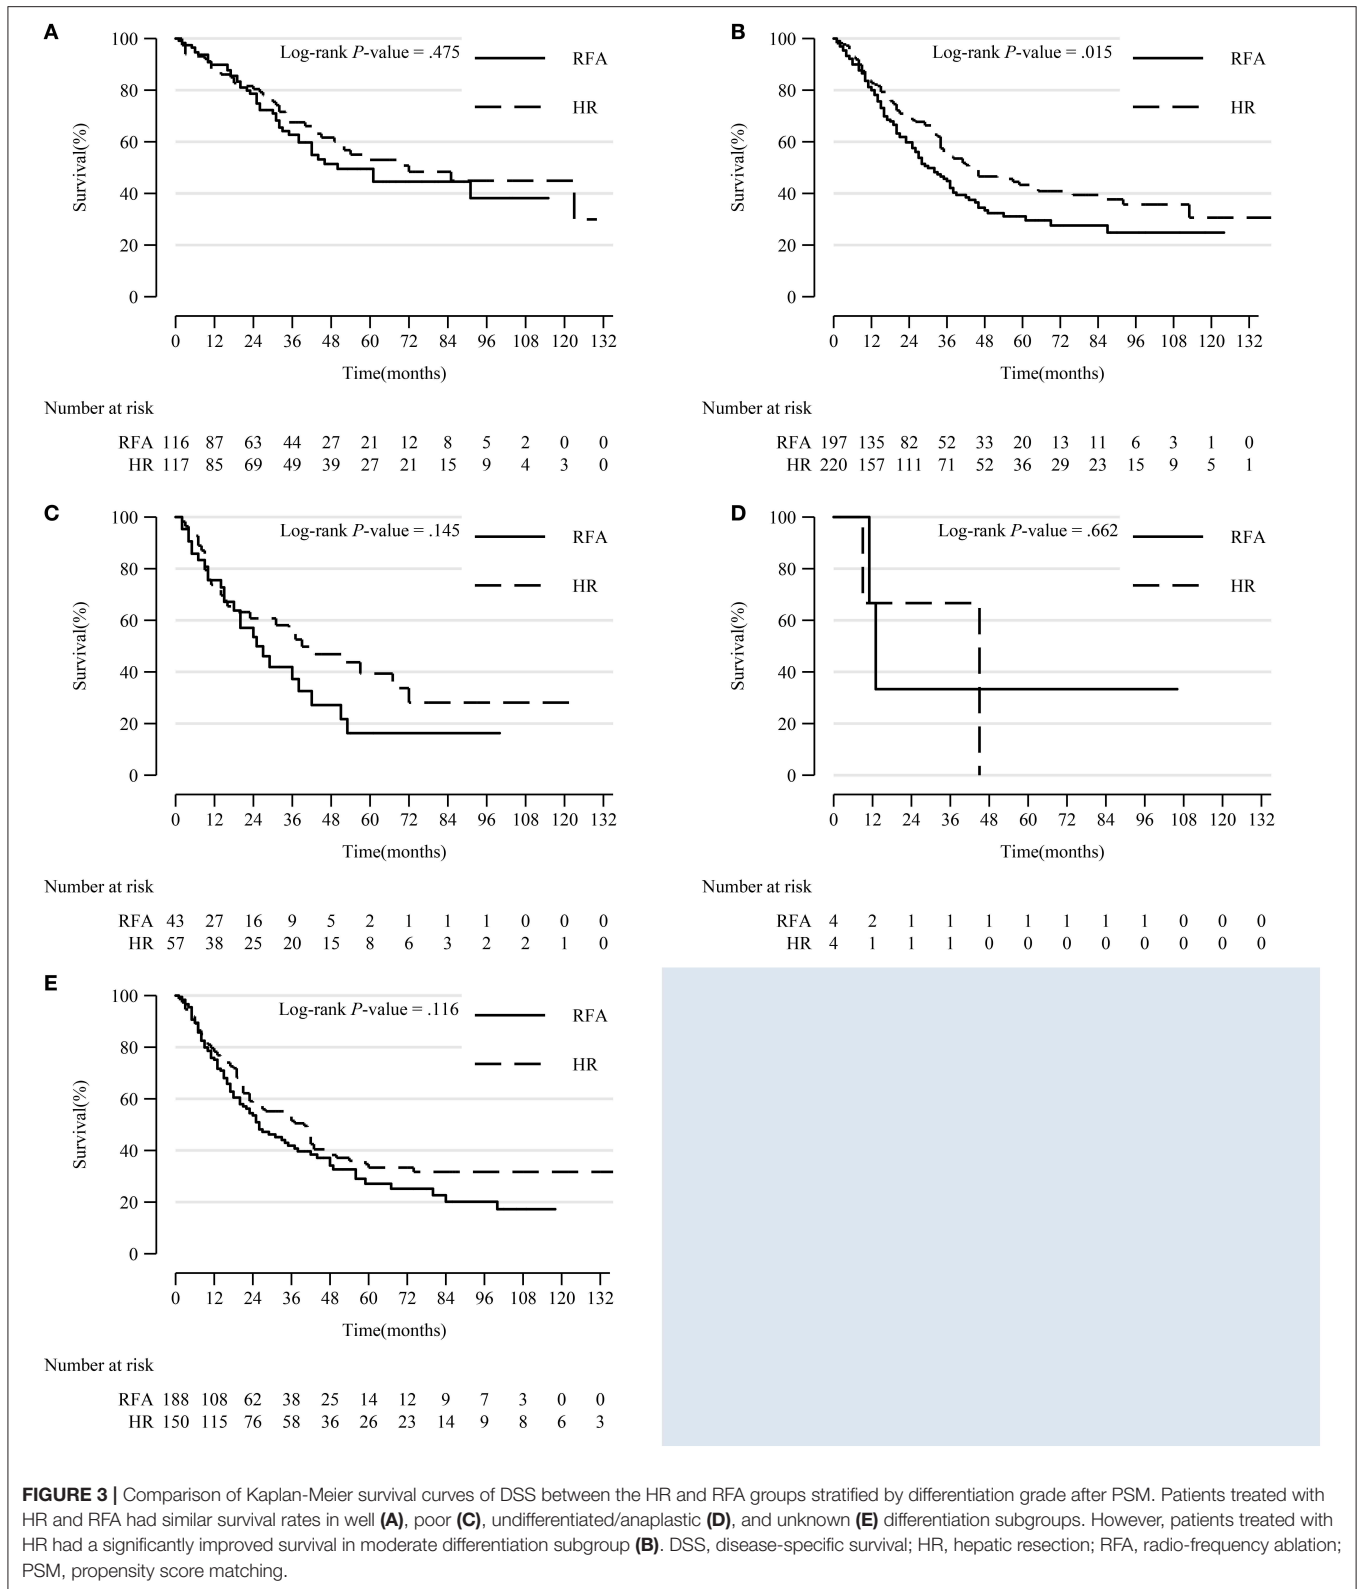 A
Log-rank P-value = .475
RFA
HR
Survival(%)
100
80
60
40
20
0
0 12 24 36 48 60 72 84 96 108 120 132
Time(months)
Number at risk
RFA 116 87 63 44 27 21 12 8 5 2 0 0
HR 117 85 69 49 39 27 21 15 9 4 3 0
B
Log-rank P-value = .015
RFA
HR
Survival(%)
100
80
60
40
20
0
0 12 24 36 48 60 72 84 96 108 120 132
Time(months)
Number at risk
RFA 197 135 82 52 33 20 13 11 6 3 1 0
HR 220 157 111 71 52 36 29 23 15 9 5 1
C
Log-rank P-value = .145
RFA
HR
Survival(%)
100
80
60
40
20
0
0 12 24 36 48 60 72 84 96 108 120 132
Time(months)
Number at risk
RFA 43 27 16 9 5 2 1 1 1 0 0 0
HR 57 38 25 20 15 8 6 3 2 2 1 0
D
Log-rank P-value = .662
RFA
HR
Survival(%)
100
80
60
40
20
0
0 12 24 36 48 60 72 84 96 108 120 132
Time(months)
Number at risk
RFA 4 2 1 1 1 1 1 1 1 0 0 0
HR 4 1 1 1 0 0 0 0 0 0 0 0
E
Log-rank P-value = .116
RFA
HR
Survival(%)
100
80
60
40
20
0
0 12 24 36 48 60 72 84 96 108 120 132
Time(months)
Number at risk
RFA 188 108 62 38 25 14 12 9 7 3 0 0
HR 150 115 76 58 36 26 23 14 9 8 6 3
FIGURE 3 | Comparison of Kaplan-Meier survival curves of DSS between the HR and RFA groups stratified by differentiation grade after PSM. Patients treated with
HR and RFA had similar survival rates in well (A), poor (C), undifferentiated/anaplastic (D), and unknown (E) differentiation subgroups. However, patients treated with
HR had a significantly improved survival in moderate differentiation subgroup (B). DSS, disease-specific survival; HR, hepatic resection; RFA, radio-frequency ablation;
PSM, propensity score matching.